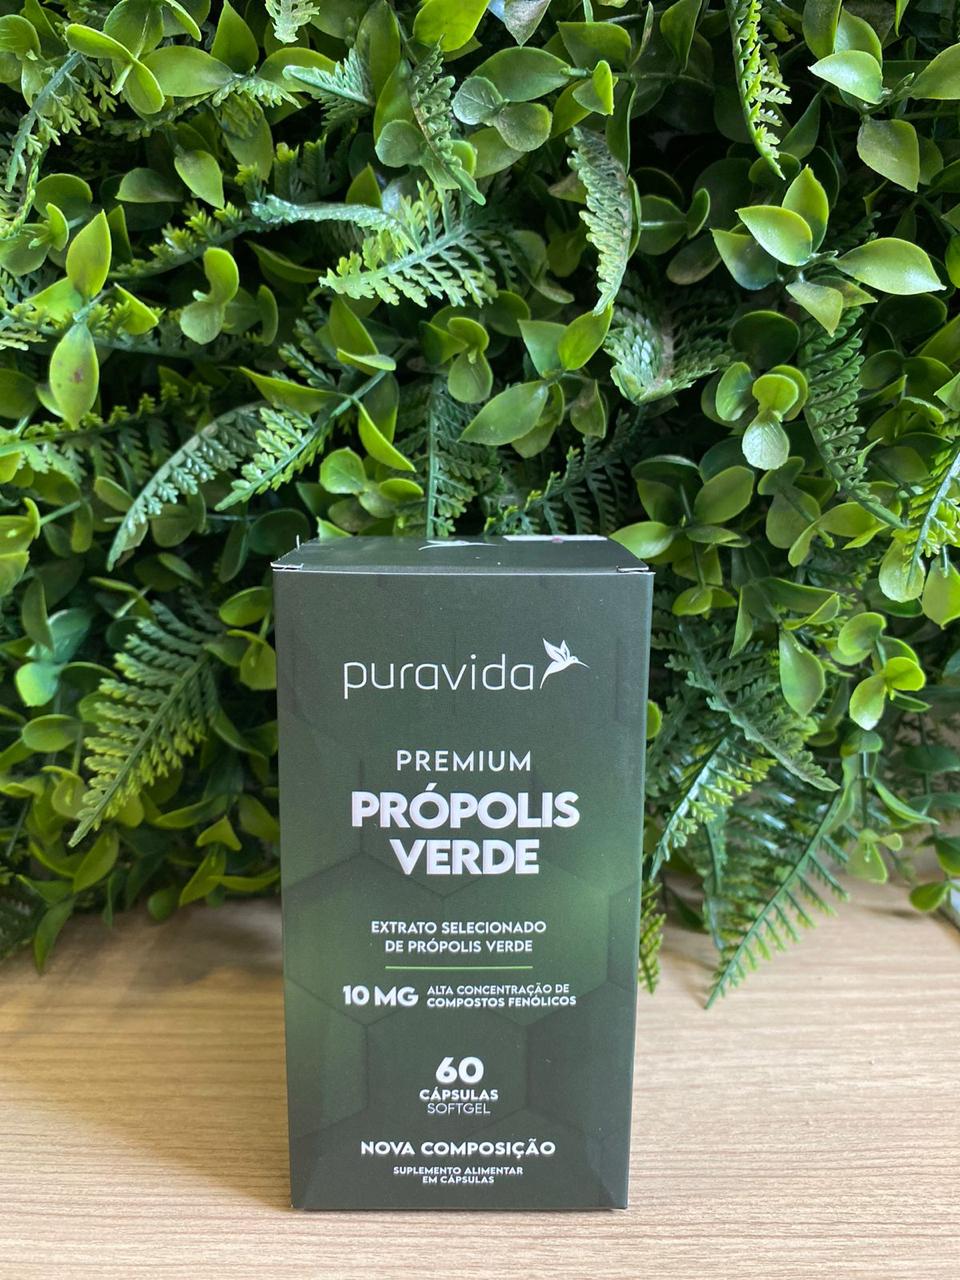 puravida
PREMIUM
PRÓPOLIS
VERDE
EXTRATO SELECIONADO
DE PRÓPOLIS VERDE
10 MG ALTA CONCENTRAÇÃO DE
COMPOSTOS FENÓLICOS
60
CÁPSULAS
SOFTGEL
NOVA COMPOSIÇÃO
SUPLEMENTO ALIMENTAR
EM CÁPSULAS